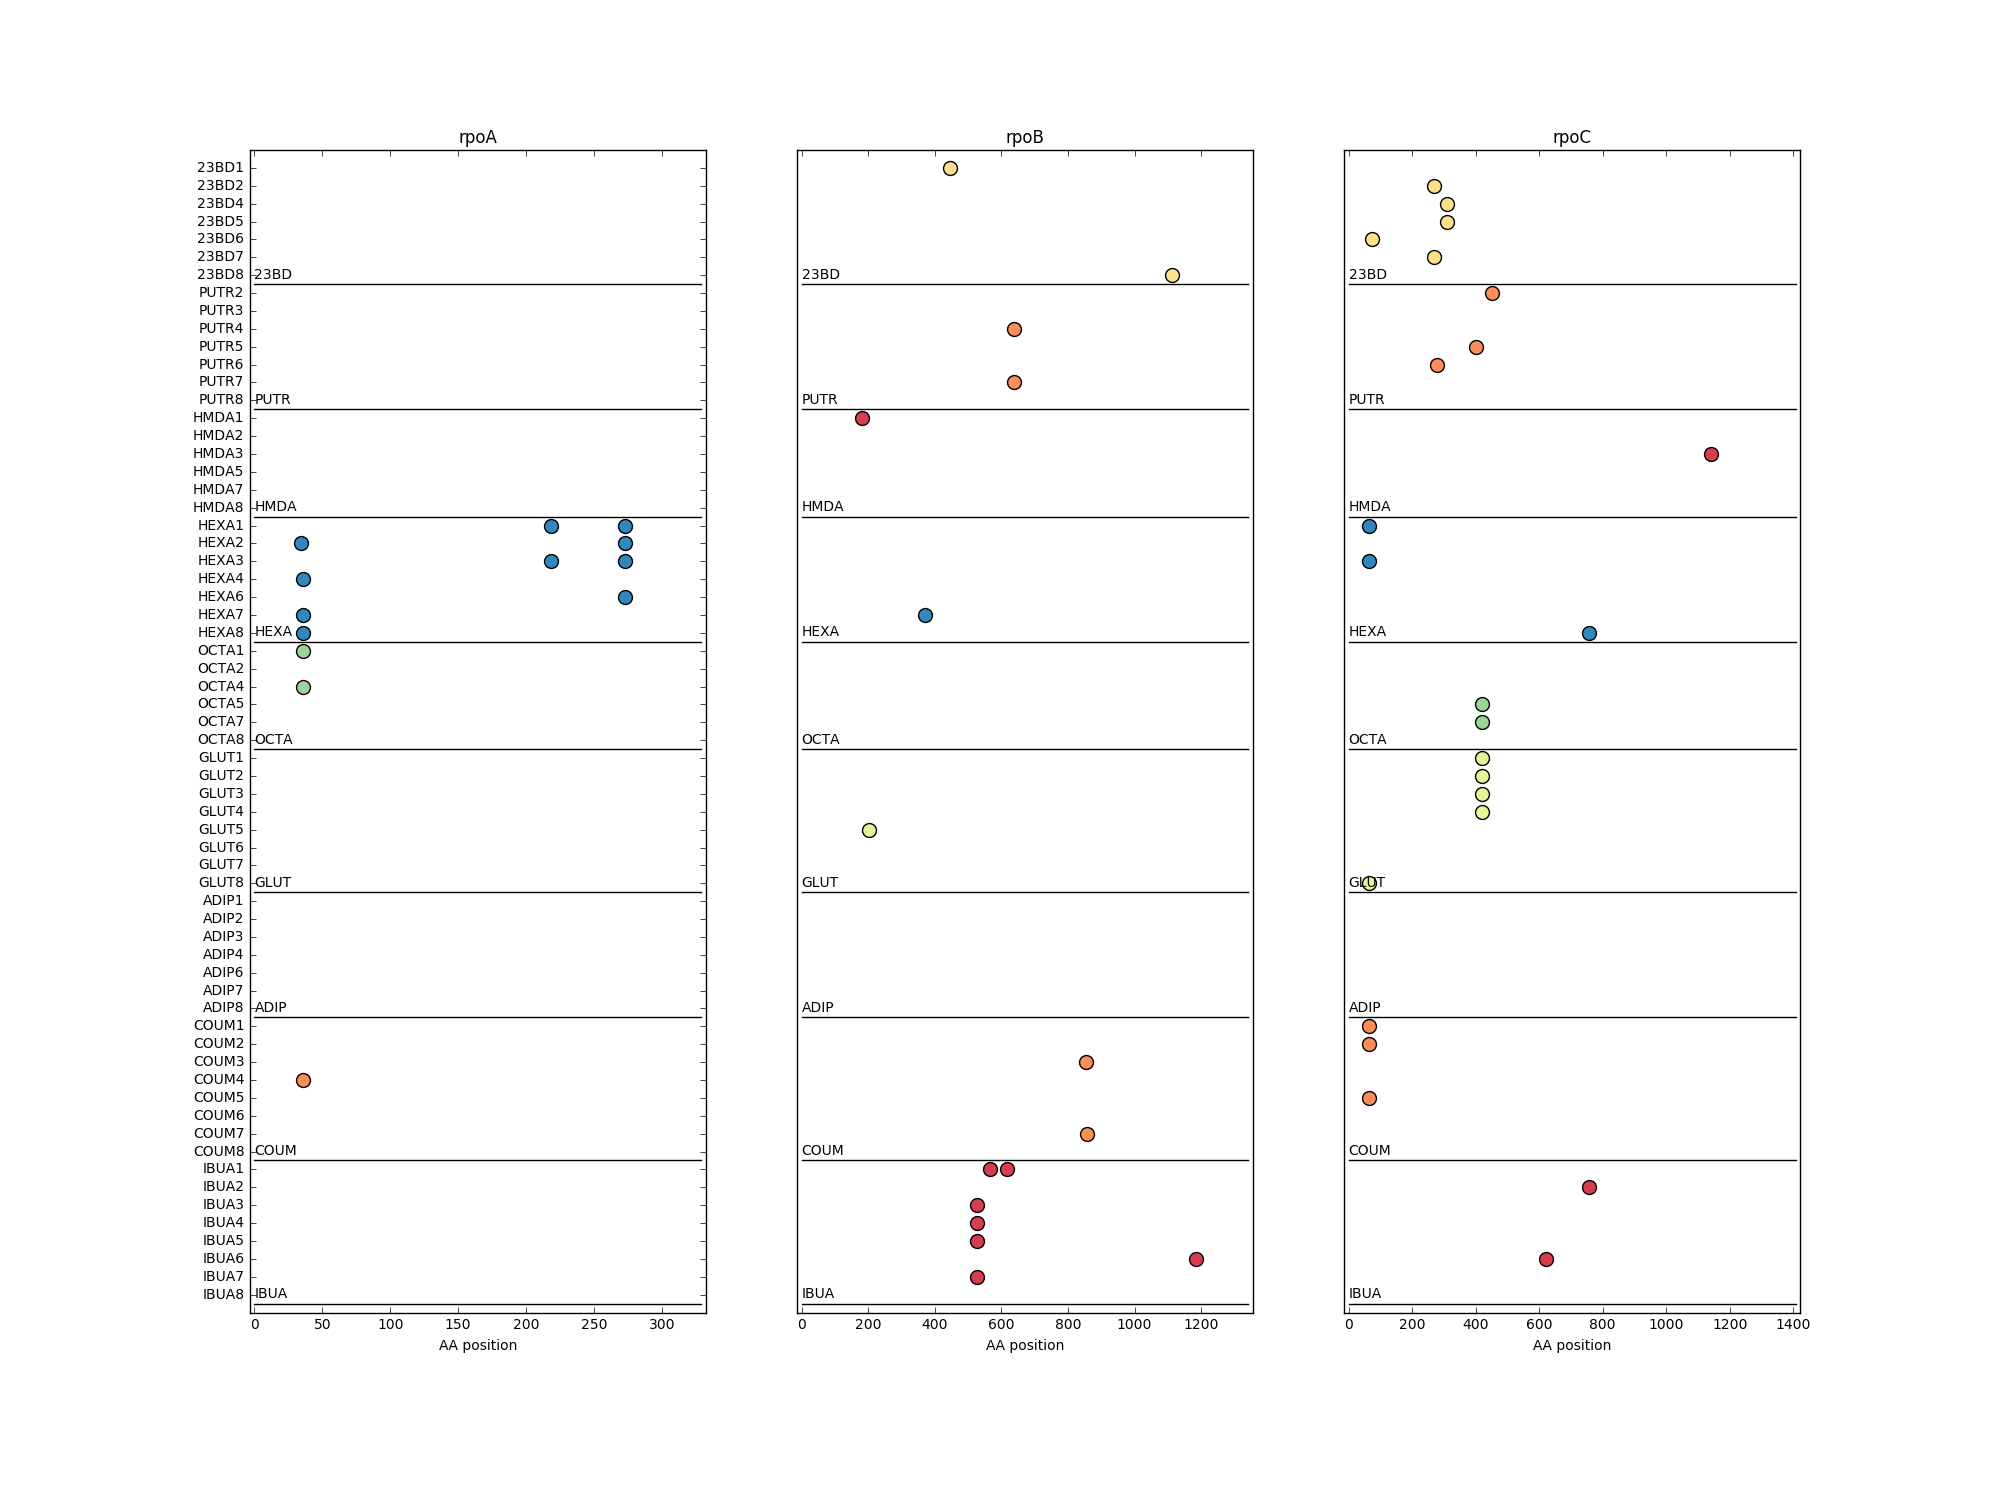 rpoA rpoB rpoC
23BD1
23BD2
23BD4
23BD5
23BD6
23BD7
23BD8 23BD 23BD 23BD
PUTR2
PUTR3
PUTR4
PUTR5
PUTR6
PUTR7
PUTR8 PUTR PUTR PUTR
HMDA1
HMDA2
HMDA3
HMDA5
HMDA7
HMDA8 HMDA HMDA HMDA
HEXA1
HEXA2
HEXA3
HEXA4
HEXA6
HEXA7
HEXA8 HEXA HEXA HEXA
OCTA1
OCTA2
OCTA4
OCTA5
OCTA7
OCTA8 OCTA OCTA OCTA
GLUT1
GLUT2
GLUT3
GLUT4
GLUT5
GLUT6
GLUT7
GLUT8 GLUT GLUT GLUT
ADIP1
ADIP2
ADIP3
ADIP4
ADIP6
ADIP7
ADIP8 ADIP ADIP ADIP
COUM1
COUM2
COUM3
COUM4
COUM5
COUM6
COUM7
COUM8 COUM COUM COUM
IBUA1
IBUA2
IBUA3
IBUA4
IBUA5
IBUA6
IBUA7
IBUA8 IBUA IBUA IBUA
0 50 100 150 200 250 300 0 200 400 600 800 1000 1200 0 200 400 600 800 1000 1200 1400
AA position AA position AA position